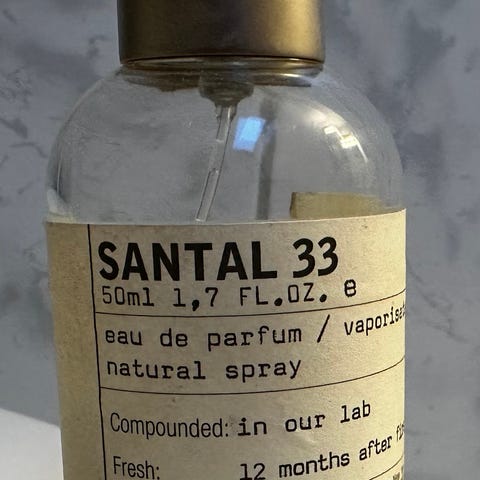 SANTAL 33
50ml 1,7 FL.OZ. e
eau de parfum /
natural spray
Compounded: in our lab
Fresh: 12 months after